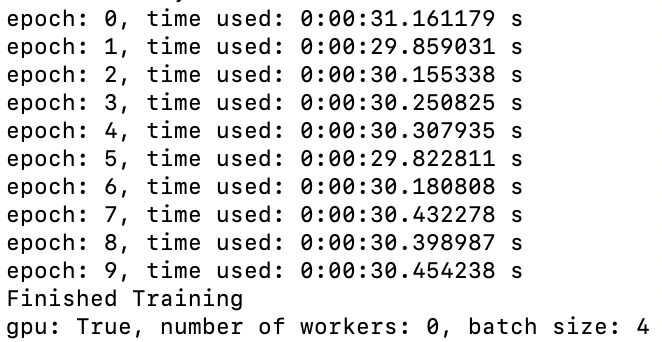 epoch: 0, time used: 0:00:31.161179 s
epoch: 1, time used: 0:00:29.859031 s
epoch: 2, time used: 0:00:30.155338 s
epoch: 3, time used: 0:00:30.250825 s
epoch: 4, time used: 0:00:30.307935 s
epoch: 5, time used: 0:00:29.822811 s
epoch: 6, time used: 0:00:30.180808 s
epoch: 7, time used: 0:00:30.432278 s
epoch: 8, time used: 0:00:30.398987 s
epoch: 9, time used: 0:00:30.454238 s
Finished Training
gpu: True, number of workers: 0, batch size: 4